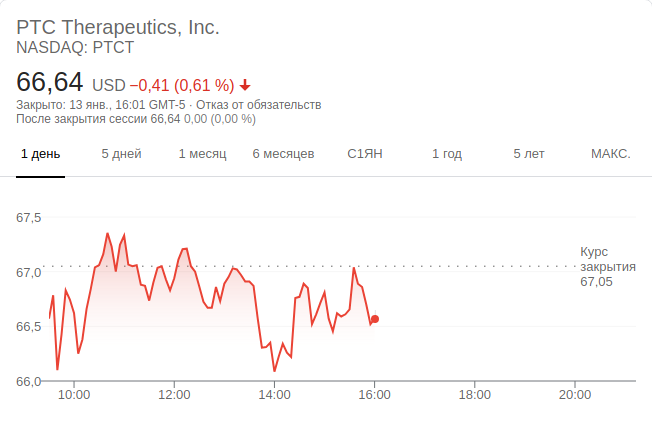 PTC Therapeutics, Inc.
NASDAQ: PTCT
66,64 USD −0,41 (0,61 %)
Закрыто: 13 янв., 16:01 GMT-5 · Отказ от обязательств
После закрытия сессии 66,64 0,00 (0,00 %)
1 день 5 дней 1 месяц 6 месяцев С1ЯН 1 год 5 лет МАКС.
67,5
67,0
66,5
66,0
Курс
закрытия
67,05
10:00 12:00 14:00 16:00 18:00 20:00